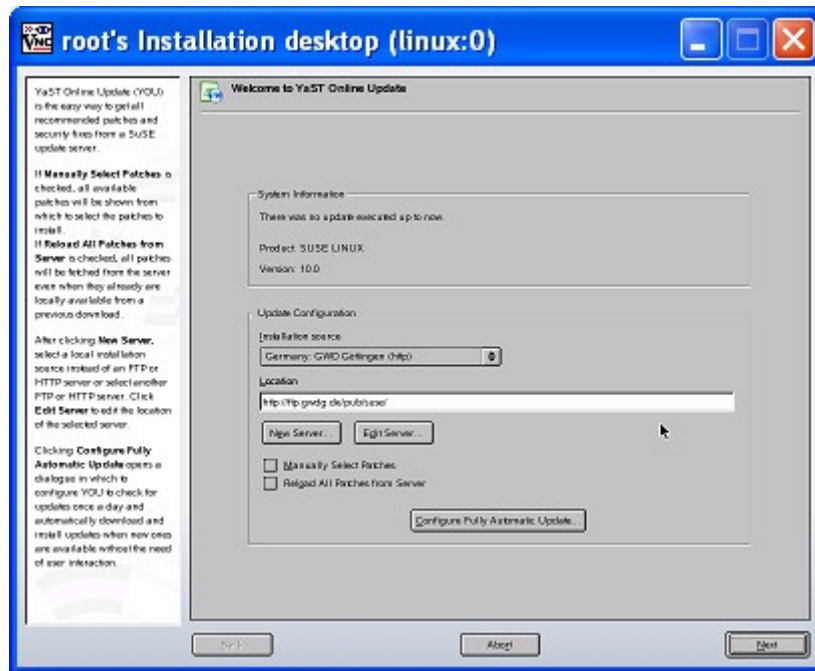 root's Installation desktop (linux:0)
YaST Online Update (YOU)
is the easy way to get all
recommended patches and
security fixes from a SuSE
update server.
If Manually Select Patches is
checked, all available
patches will be shown from
which to select the patches to
install.
If Reload All Patches from
Server is checked, all patches
will be fetched from the server
even when they already are
locally available from a
previous download.
After clicking New Server,
select a local installation
source instead of an FTP or
HTTP server or select another
FTP or HTTP server. Click
Edit Server to edit the location
of the selected server.
Clicking Configure Fully
Automatic Update opens a
dialogue in which to
configure YOU to check for
updates once a day and
automatically download and
install updates when new ones
are available without the need
of user interaction.
Welcome to YaST Online Update
System Information
There was no update executed up to now.
Product: SUSE LINUX
Version: 10.0
Update Configuration
Installation source
Germany: GWD Gettingen (http)
Location
http://ftp.gwdg.de/pub/suse/
New Server...
Edit Server...
Manually Select Patches
Reload All Patches from Server
Configure Fully Automatic Update...
Back
Abort
Next